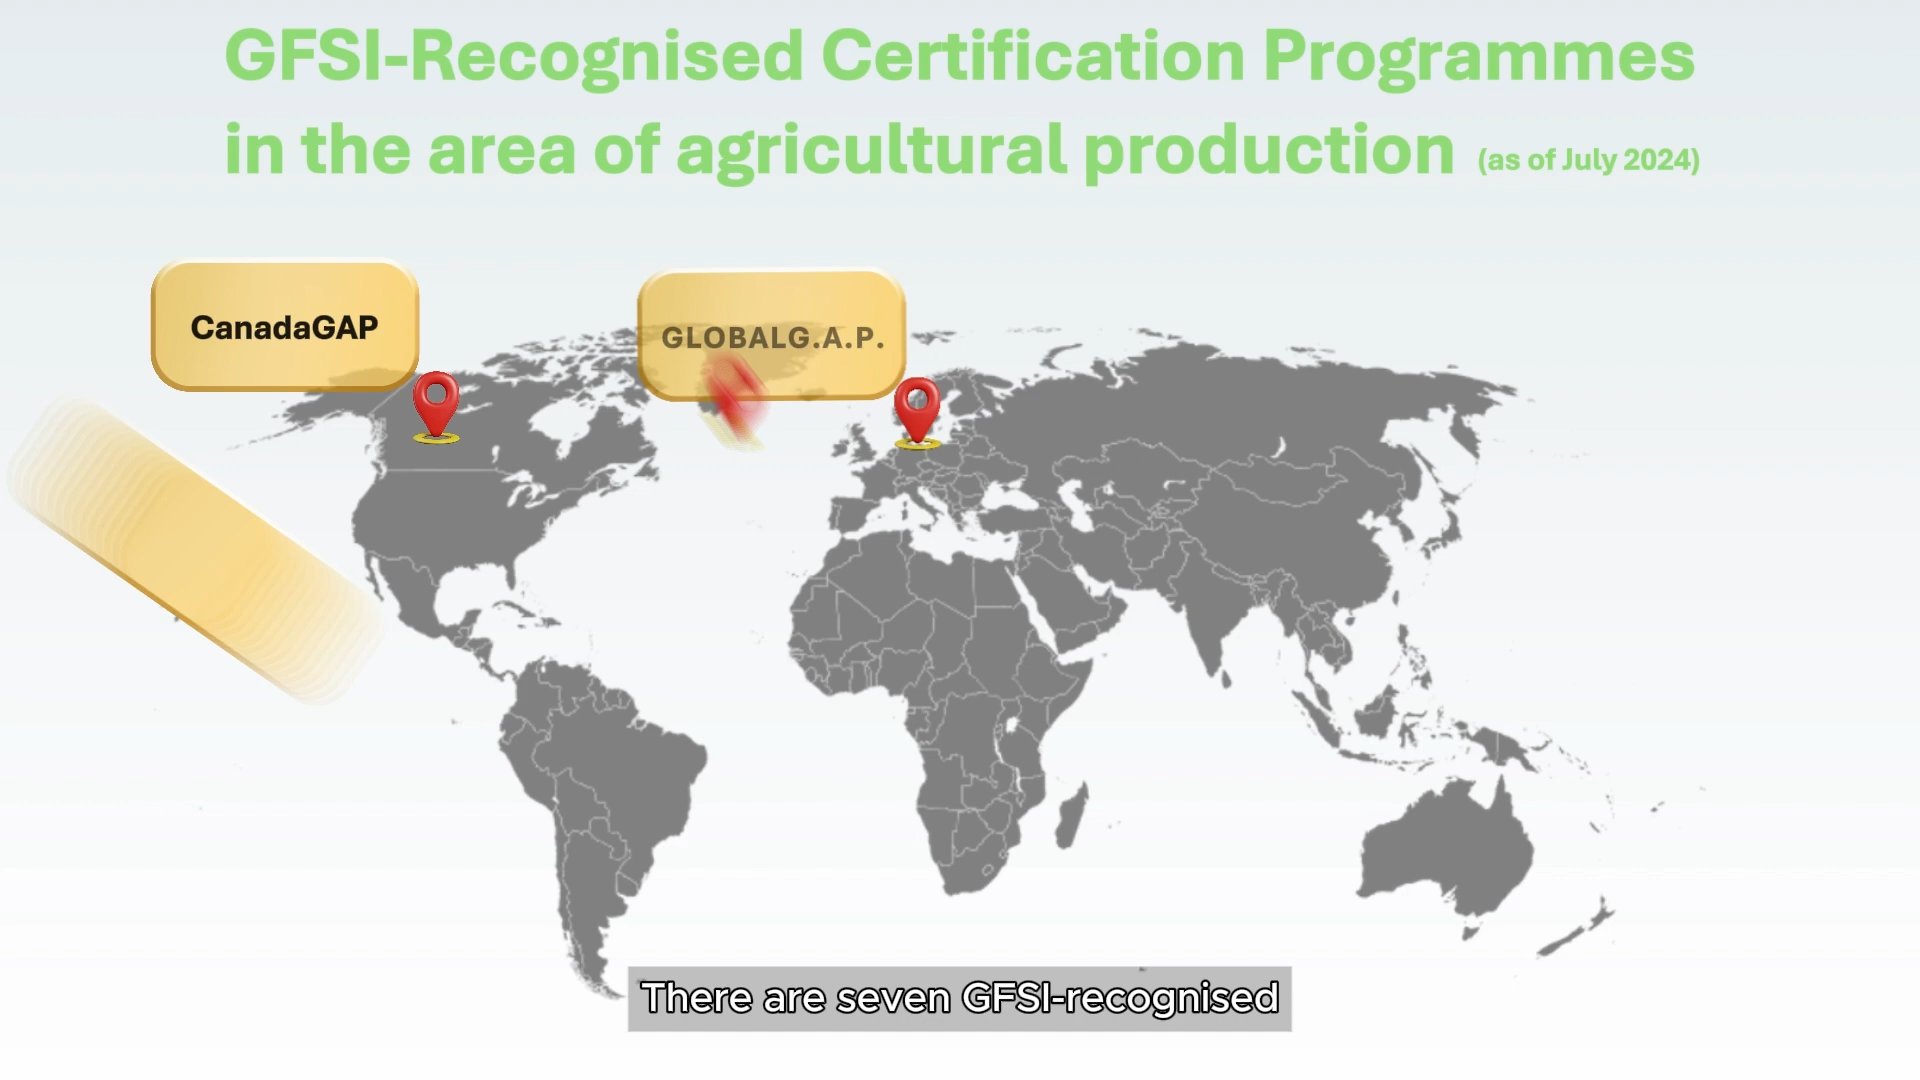 GFSI-Recognised Certification Programmes
in the area of agricultural production (as of July 2024)
CanadaGAP
GLOBALG.A.P.
There are seven GFSI-recognised